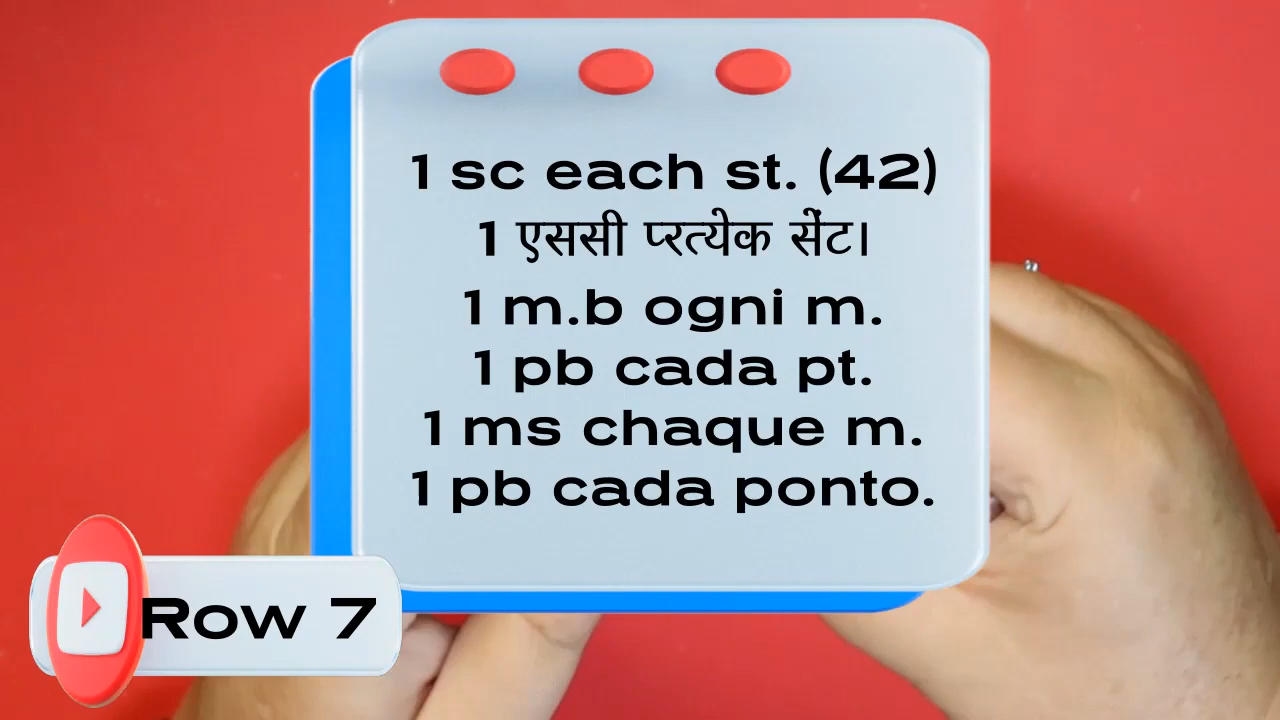 1 sc each st. (42)
1 एससी प्रत्येक सेंट।
1 m.b ogni m.
1 pb cada pt.
1 ms chaque m.
1 pb cada ponto.
Row 7